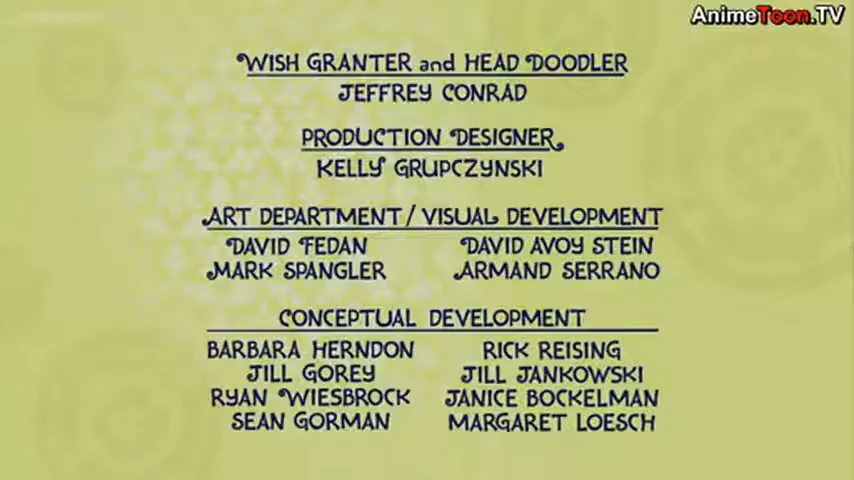 AnimeToon.TV
WISH GRANTER and HEAD DOODLER
JEFFREY CONRAD
PRODUCTION DESIGNER
KELLY GRUPCZYNSKI
ART DEPARTMENT / VISUAL DEVELOPMENT
DAVID FEDAN DAVID AVOY STEIN
MARK SPANGLER ARMAND SERRANO
CONCEPTUAL DEVELOPMENT
BARBARA HERNDON RICK REISING
JILL GOREY JILL JANKOWSKI
RYAN WIESBROCK JANICE BOCKELMAN
SEAN GORMAN MARGARET LOESCH